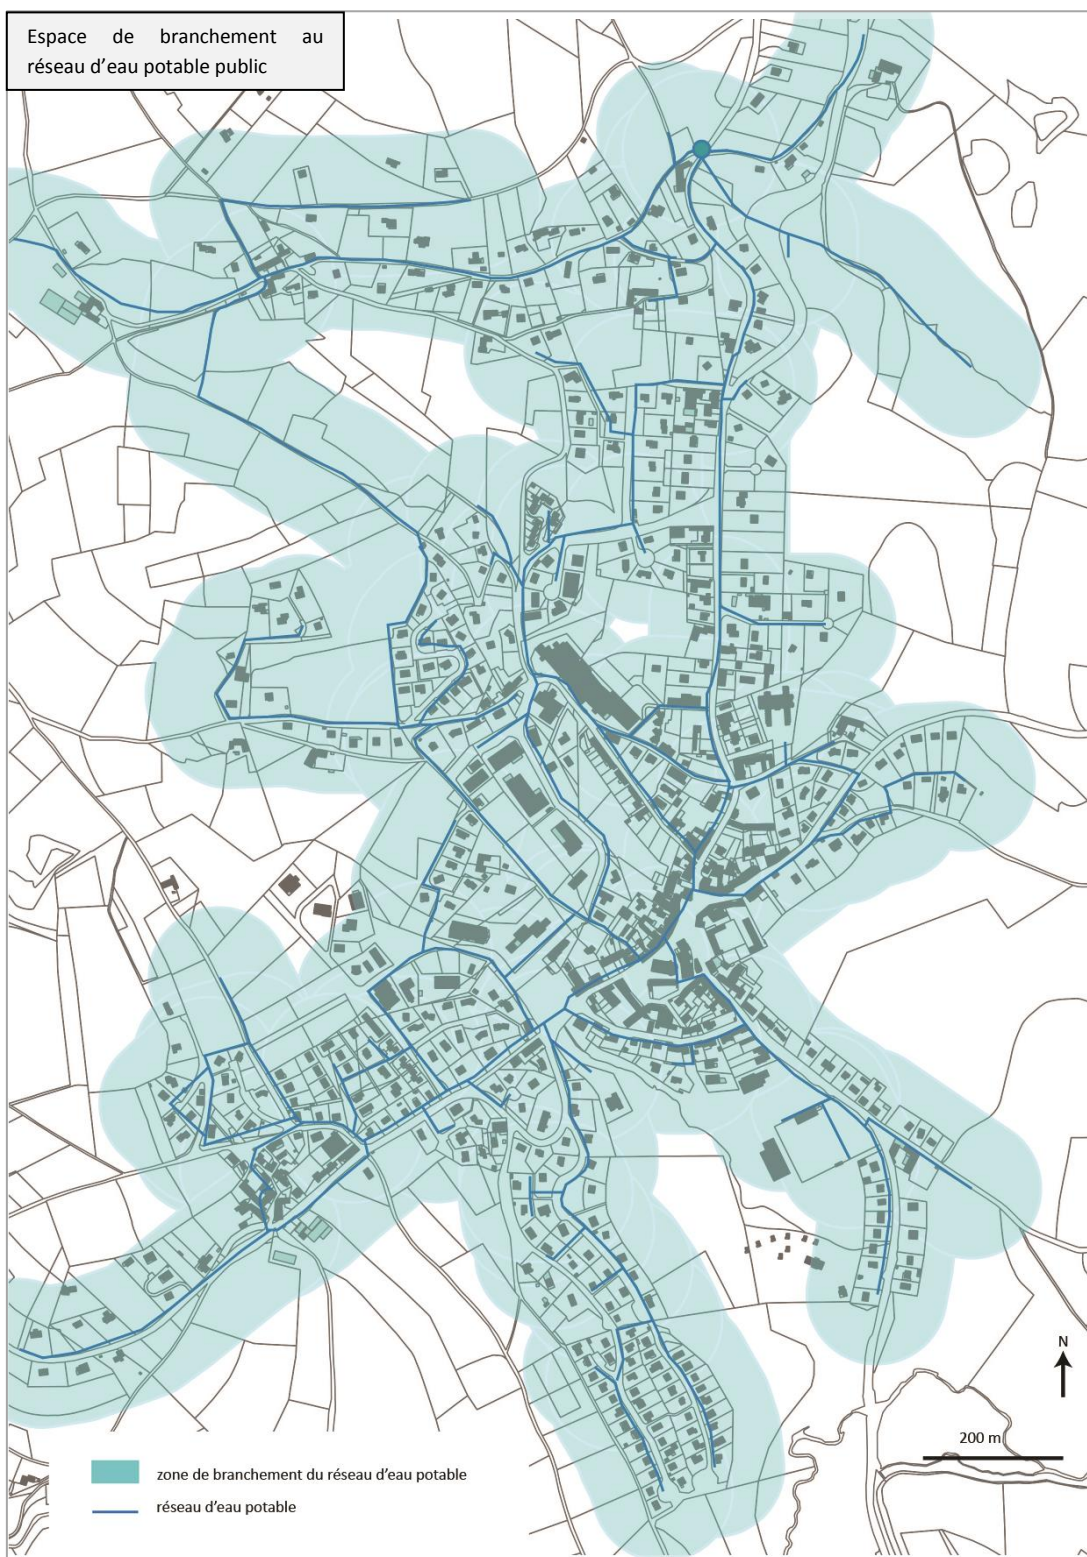 Espace de branchement au
réseau d'eau potable public
N
200 m
zone de branchement du réseau d'eau potable
réseau d'eau potable